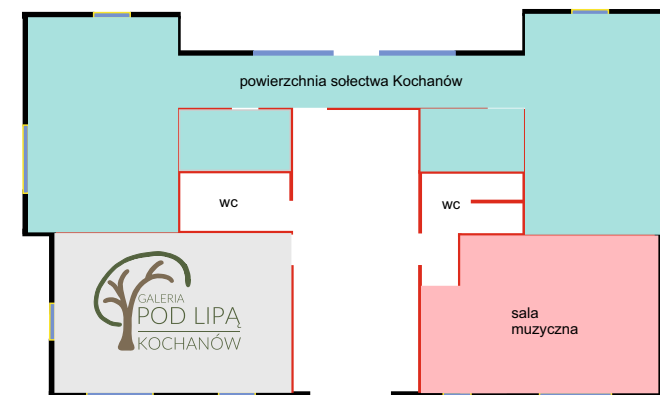 powierzchnia sołectwa Kochanów
wc
wc
GALERIA
POD LIPĄ
KOCHANÓW
sala
muzyczna